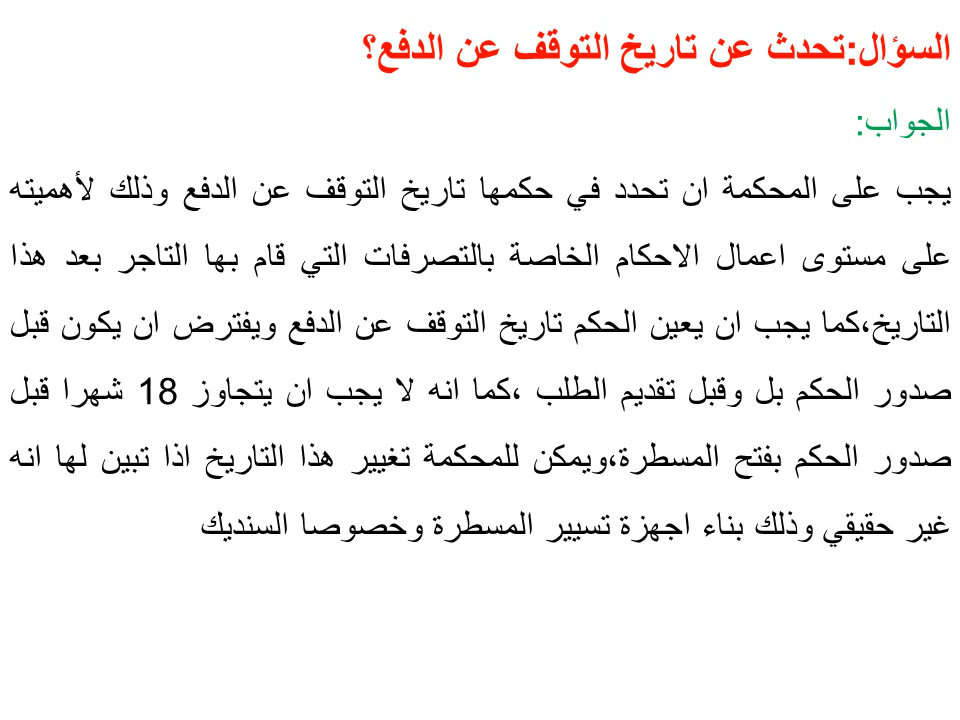 السؤال:تحدث عن تاريخ التوقف عن الدفع؟
الجواب:
يجب على المحكمة ان تحدد في حكمها تاريخ التوقف عن الدفع وذلك لأهميته
على مستوى اعمال الاحكام الخاصة بالتصرفات التي قام بها التاجر بعد هذا
التاريخ،كما يجب ان يعين الحكم تاريخ التوقف عن الدفع ويفترض ان يكون قبل
صدور الحكم بل وقبل تقديم الطلب ،كما انه لا يجب ان يتجاوز 18 شهرا قبل
صدور الحكم بفتح المسطرة،ويمكن للمحكمة تغيير هذا التاريخ اذا تبين لها انه
غير حقيقي وذلك بناء اجهزة تسيير المسطرة وخصوصا السنديك